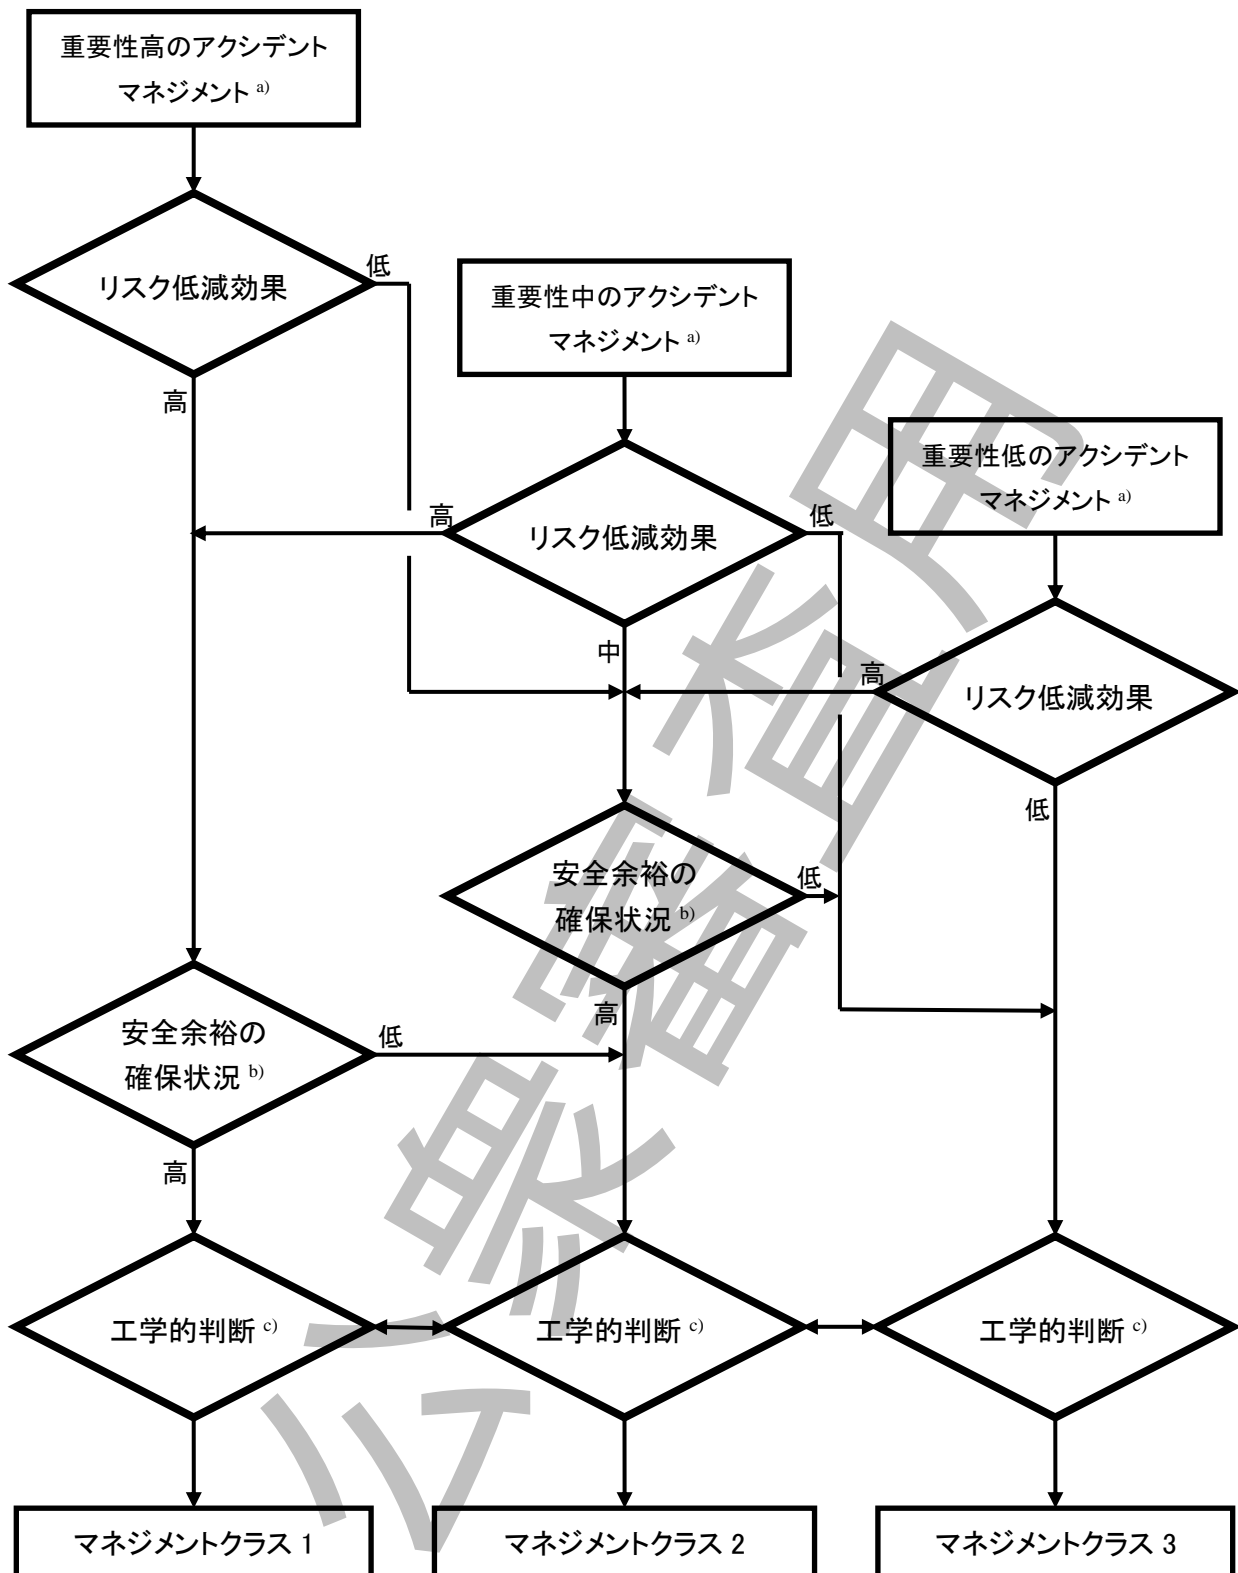 重要性高のアクシデント
マネジメント a)
リスク低減効果
低
高
重要性中のアクシデント
マネジメント a)
リスク低減効果
高
低
中
重要性低のアクシデント
マネジメント a)
リスク低減効果
高
低
安全余裕の
確保状況 b)
低
高
安全余裕の
確保状況 b)
低
高
工学的判断 c)
工学的判断 c)
工学的判断 c)
マネジメントクラス 1
マネジメントクラス 2
マネジメントクラス 3
公衆審査用